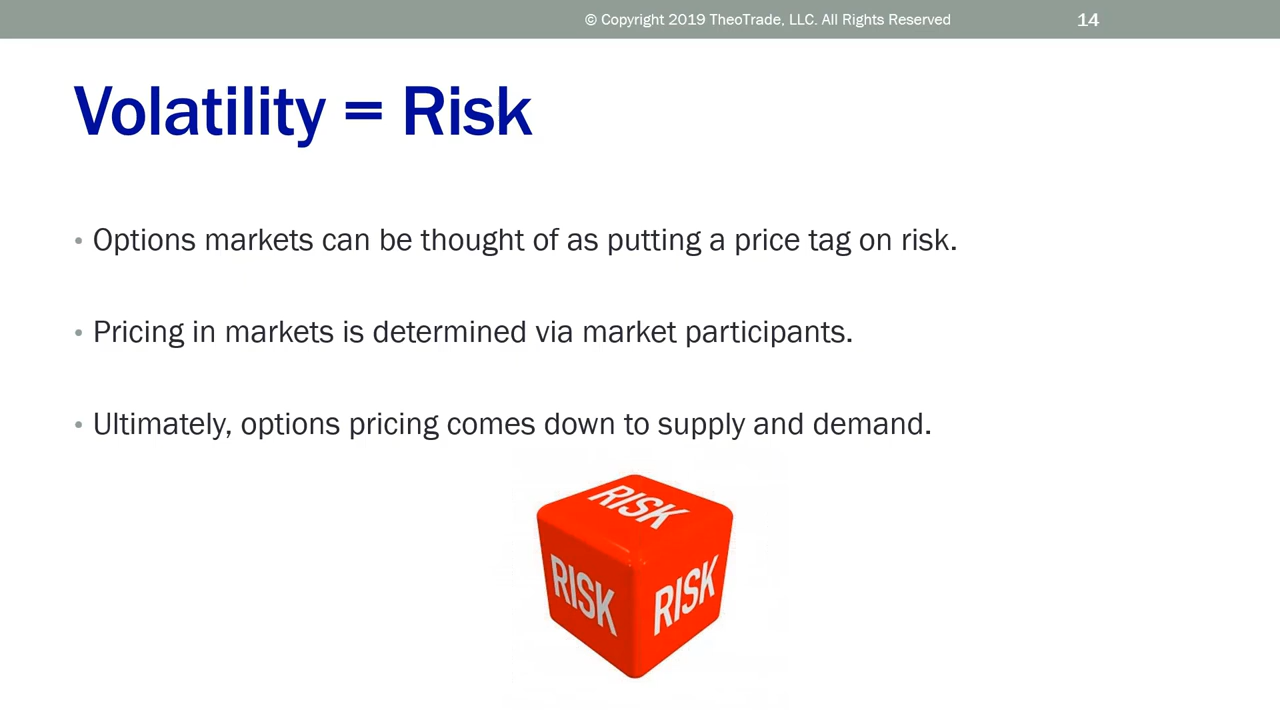 © Copyright 2019 TheoTrade, LLC. All Rights Reserved 14
Volatility = Risk
• Options markets can be thought of as putting a price tag on risk.
• Pricing in markets is determined via market participants.
• Ultimately, options pricing comes down to supply and demand.
RISK
RISK
RISK